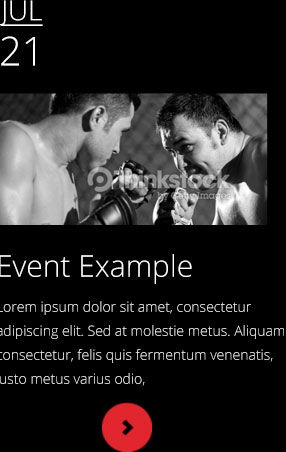 JUL
21
thinkstock
by Getty Images
Event Example
Lorem ipsum dolor sit amet, consectetur
adipiscing elit. Sed at molestie metus. Aliquam
consectetur, felis quis fermentum venenatis,
justo metus varius odio,